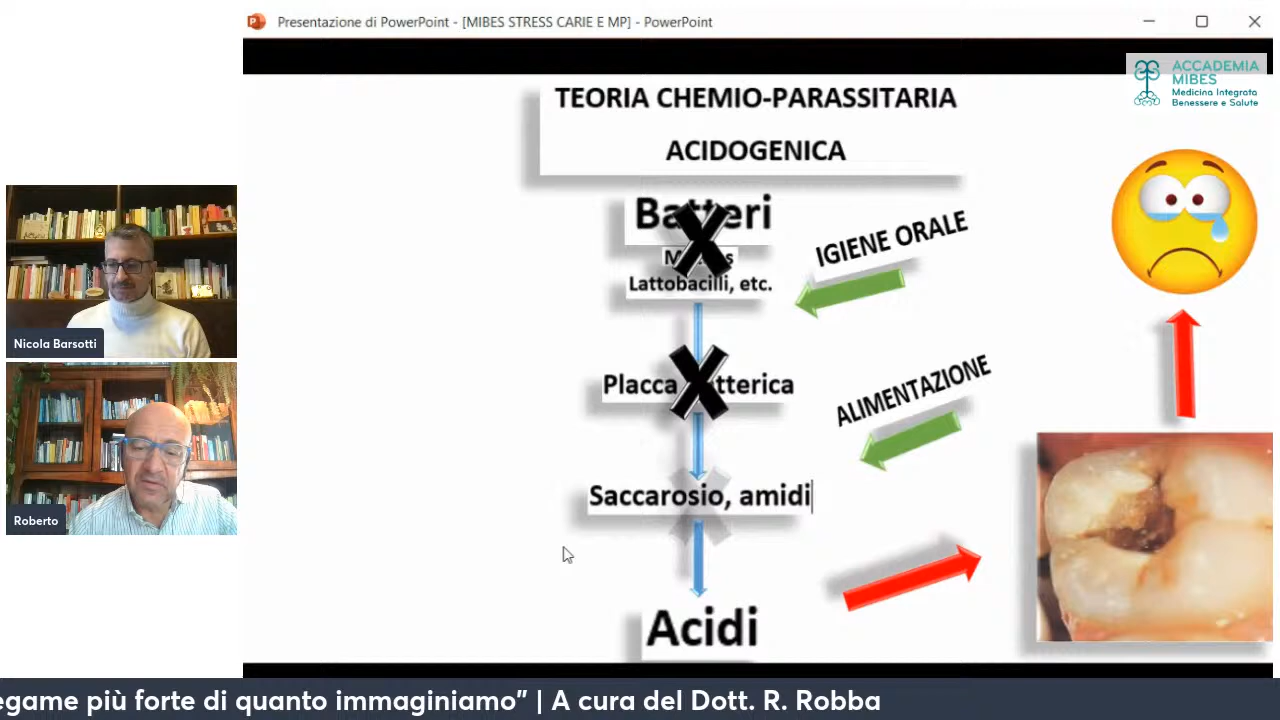 Presentazione di PowerPoint - [MIBES STRESS CARIE E MP] - PowerPoint
ACCADEMIA
MIBES
Medicina Integrata
Benessere e Salute
TEORIA CHEMIO-PARASSITARIA
ACIDOGENICA
Batteri
Lattobacilli, etc.
IGIENE ORALE
Placca
ALIMENTAZIONE
Saccarosio, amidi
Acidi
Nicola Barsotti
Roberto
egame più forte di quanto immaginiamo” | A cura del Dott. R. Robba